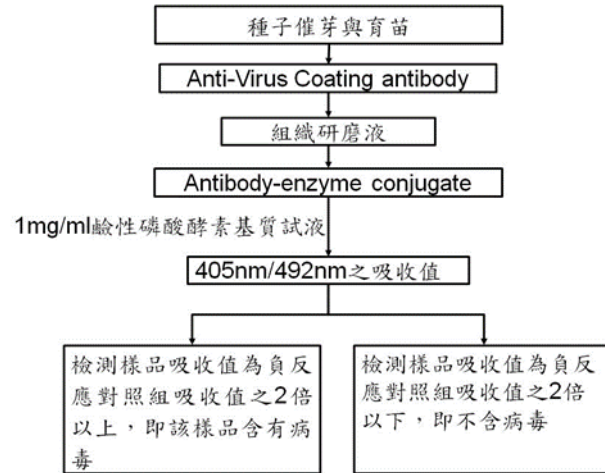 種子催芽與育苗
Anti-Virus Coating antibody
組織研磨液
Antibody-enzyme conjugate
1mg/ml鹼性磷酸酵素基質試液
405nm/492nm之吸收值
檢測樣品吸收值為負反
應對照組吸收值之2倍
以上，即該樣品含有病
毒
檢測樣品吸收值為負反
應對照組吸收值之2倍
以下，即不含病毒